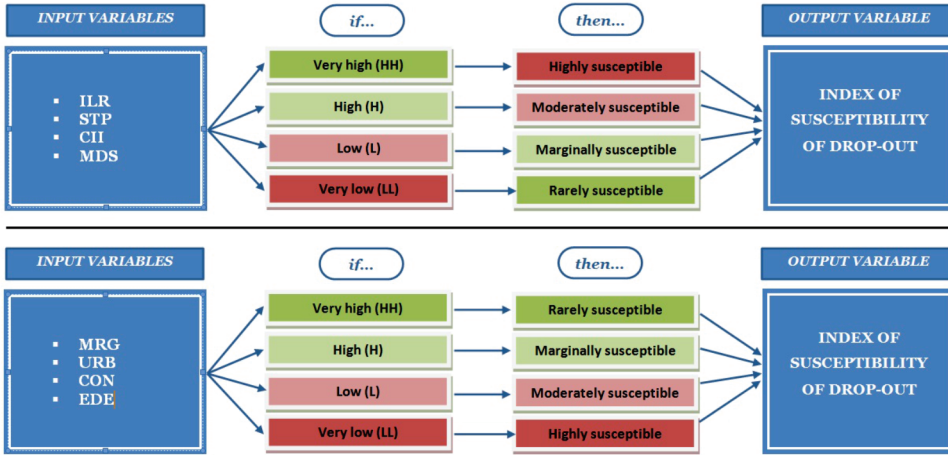 INPUT VARIABLES
if...
then...
OUTPUT VARIABLE
ILR
STP
CII
MDS
Very high (HH)
High (H)
Low (L)
Very low (LL)
Highly susceptible
Moderately susceptible
Marginally susceptible
Rarely susceptible
INDEX OF
SUSCEPTIBILITY
OF DROP-OUT
INPUT VARIABLES
if...
then...
OUTPUT VARIABLE
MRG
URB
CON
EDE
Very high (HH)
High (H)
Low (L)
Very low (LL)
Rarely susceptible
Marginally susceptible
Moderately susceptible
Highly susceptible
INDEX OF
SUSCEPTIBILITY
OF DROP-OUT